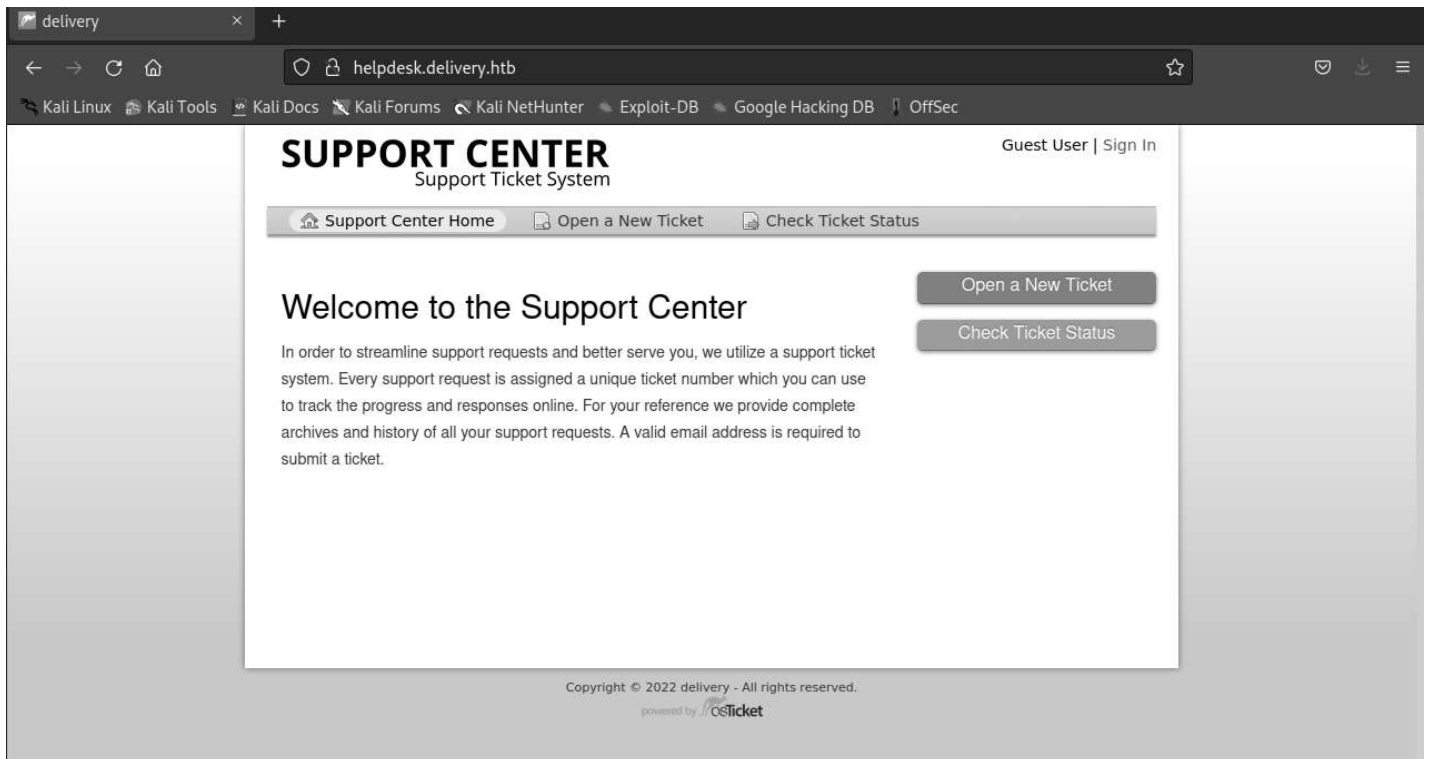 delivery
helpdesk.delivery.htb
Kali Linux Kali Tools Kali Docs Kali Forums Kali NetHunter Exploit-DB Google Hacking DB OffSec
SUPPORT CENTER
Support Ticket System
Guest User | Sign In
Support Center Home Open a New Ticket Check Ticket Status
Welcome to the Support Center
In order to streamline support requests and better serve you, we utilize a support ticket
system. Every support request is assigned a unique ticket number which you can use
to track the progress and responses online. For your reference we provide complete
archives and history of all your support requests. A valid email address is required to
submit a ticket.
Open a New Ticket
Check Ticket Status
Copyright © 2022 delivery - All rights reserved.
powered by osTicket